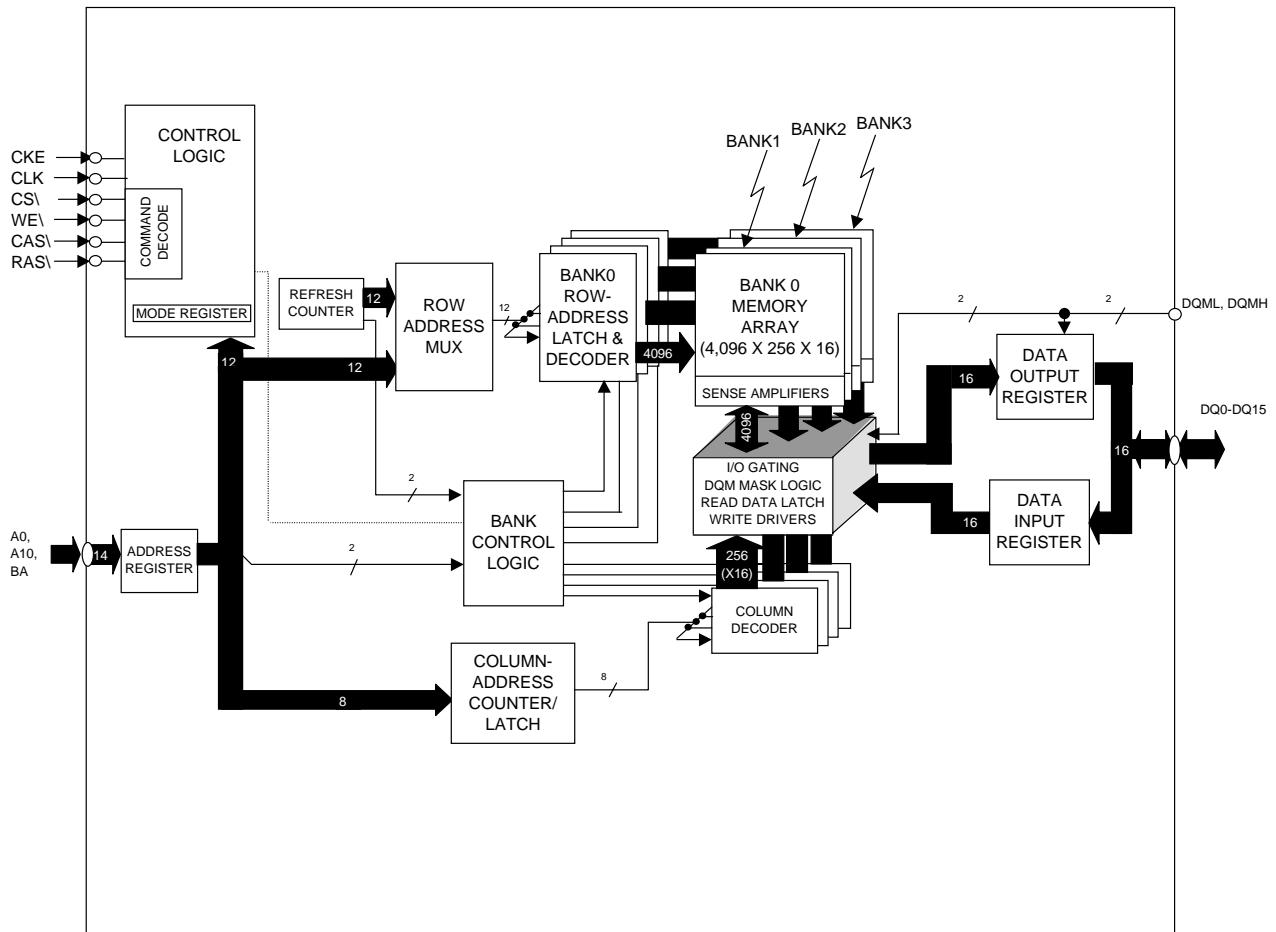 BANK1
BANK2
BANK3
CONTROL
LOGIC
CKE
CLK
CS\
WE\
CAS\
RAS\
COMMAND
DECODE
MODE REGISTER
REFRESH
COUNTER
12
ROW
ADDRESS
MUX
12
BANK0
ROW-
ADDRESS
LATCH &
DECODER
4096
BANK 0
MEMORY
ARRAY
(4,096 X 256 X 16)
SENSE AMPLIFIERS
2
2
DQML, DQMH
DATA
OUTPUT
REGISTER
12
12
4096
16
DQ0-DQ15
16
I/O GATING
DQM MASK LOGIC
READ DATA LATCH
WRITE DRIVERS
2
BANK
CONTROL
LOGIC
16
DATA
INPUT
REGISTER
A0,
A10,
BA
14
ADDRESS
REGISTER
2
256
(X16)
COLUMN
DECODER
COLUMN-
ADDRESS
COUNTER/
LATCH
8
8